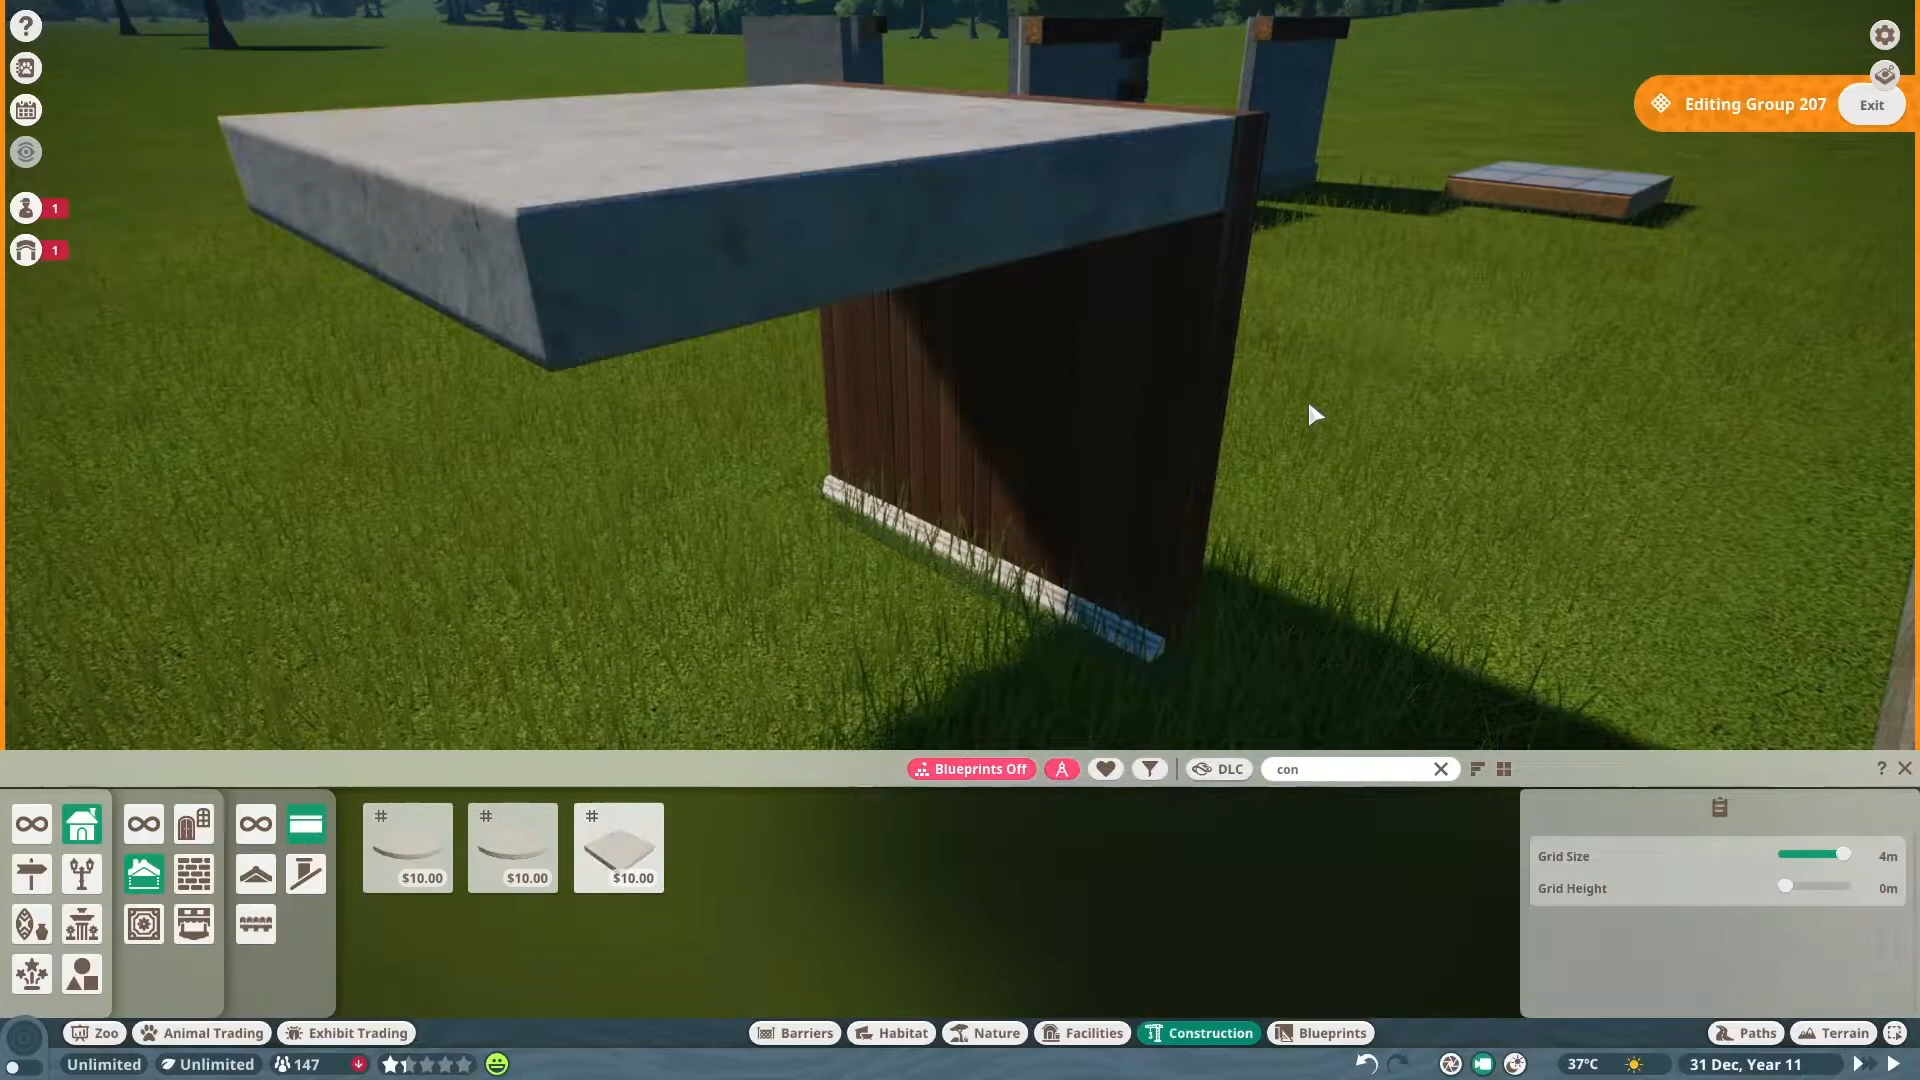 ?
Editing Group 207
Exit
1
1
Blueprints Off
DLC
con
?
#
$10.00
#
$10.00
#
$10.00
Grid Size
4m
Grid Height
0m
Zoo
Animal Trading
Exhibit Trading
Barriers
Habitat
Nature
Facilities
Construction
Blueprints
Paths
Terrain
Unlimited
Unlimited
147
37°C
31 Dec, Year 11